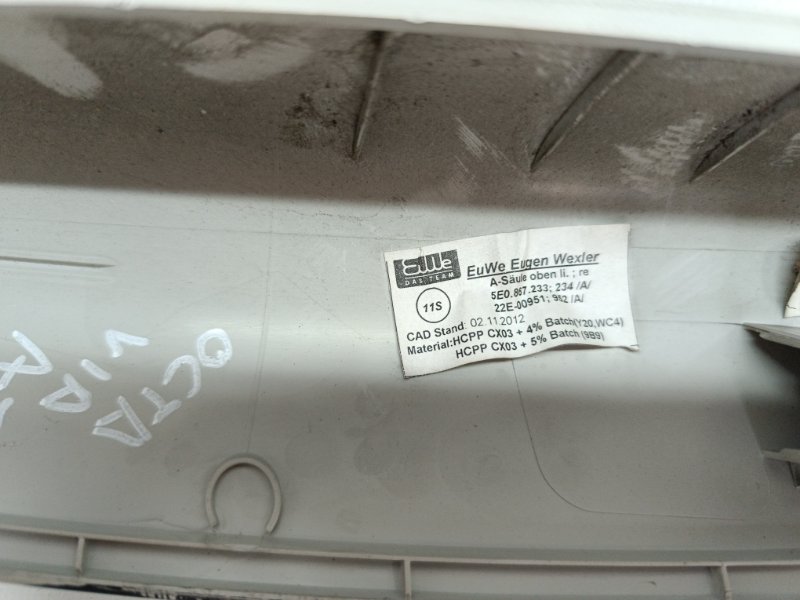 EuWe
DAS TEAM
EuWe Eugen Wexler
A-Säule oben li. ; re
5E0.867.233; 234 /A/
22E-00951; 952 /A/
11S
CAD Stand: 02.11.2012
Material:HCPP CX03 + 4% Batch(Y20,WC4)
HCPP CX03 + 5% Batch (9B9)
OCTA
VIA